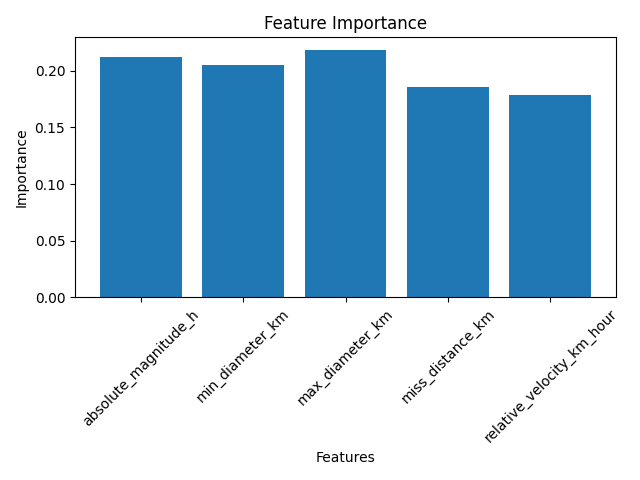 Feature Importance
Importance
0.20
0.15
0.10
0.05
0.00
absolute_magnitude_h
min_diameter_km
max_diameter_km
miss_distance_km
relative_velocity_km_hour
Features